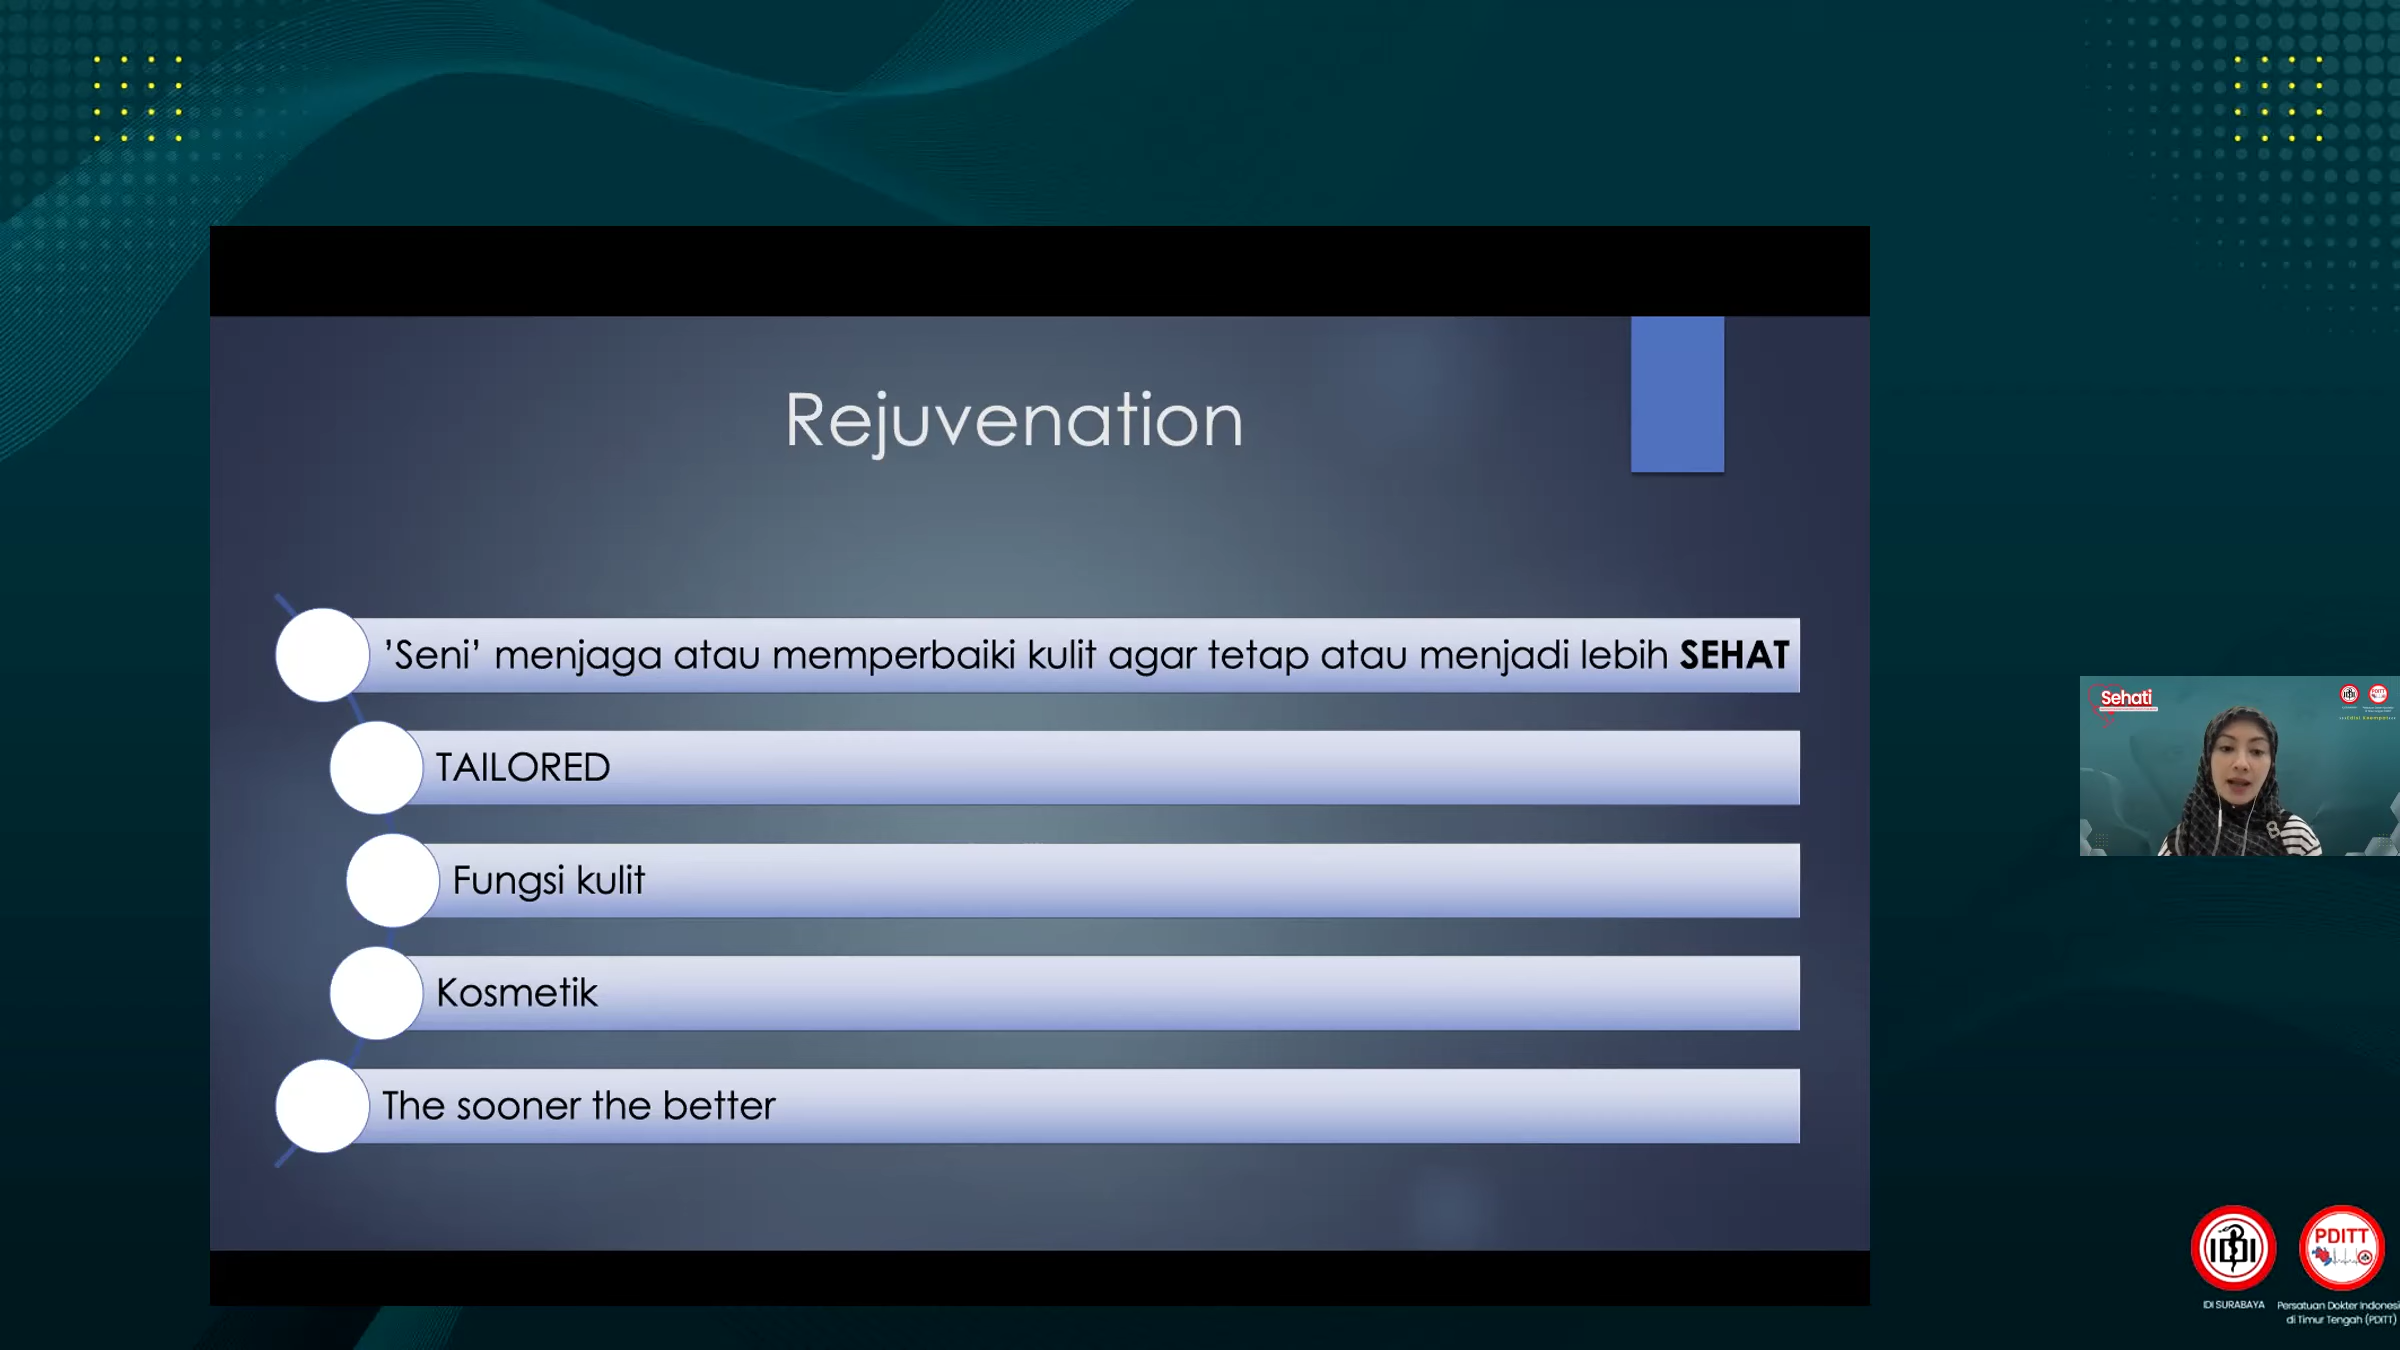 Rejuvenation
’Seni’ menjaga atau memperbaiki kulit agar tetap atau menjadi lebih SEHAT
TAILORED
Fungsi kulit
Kosmetik
The sooner the better
Sehati
B
IDI
PDITT
IDI SURABAYA
Persatuan Dokter Indonesi
di Timur Tengah (PDITT)